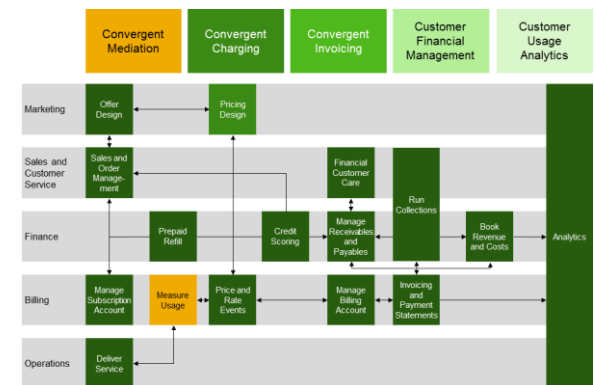 Convergent
Mediation
Convergent
Charging
Convergent
Invoicing
Customer
Financial
Management
Customer
Usage
Analytics
Marketing
Offer
Design
Pricing
Design
Sales and
Customer
Service
Sales and
Order
Manage-
ment
Financial
Customer
Care
Run
Collections
Finance
Prepaid
Refill
Credit
Scoring
Manage
Receivables
and
Payables
Book
Revenue
and Costs
Analytics
Billing
Manage
Subscription
Account
Measure
Usage
Price and
Rate
Events
Manage
Billing
Account
Invoicing
and
Payment
Statements
Operations
Deliver
Service